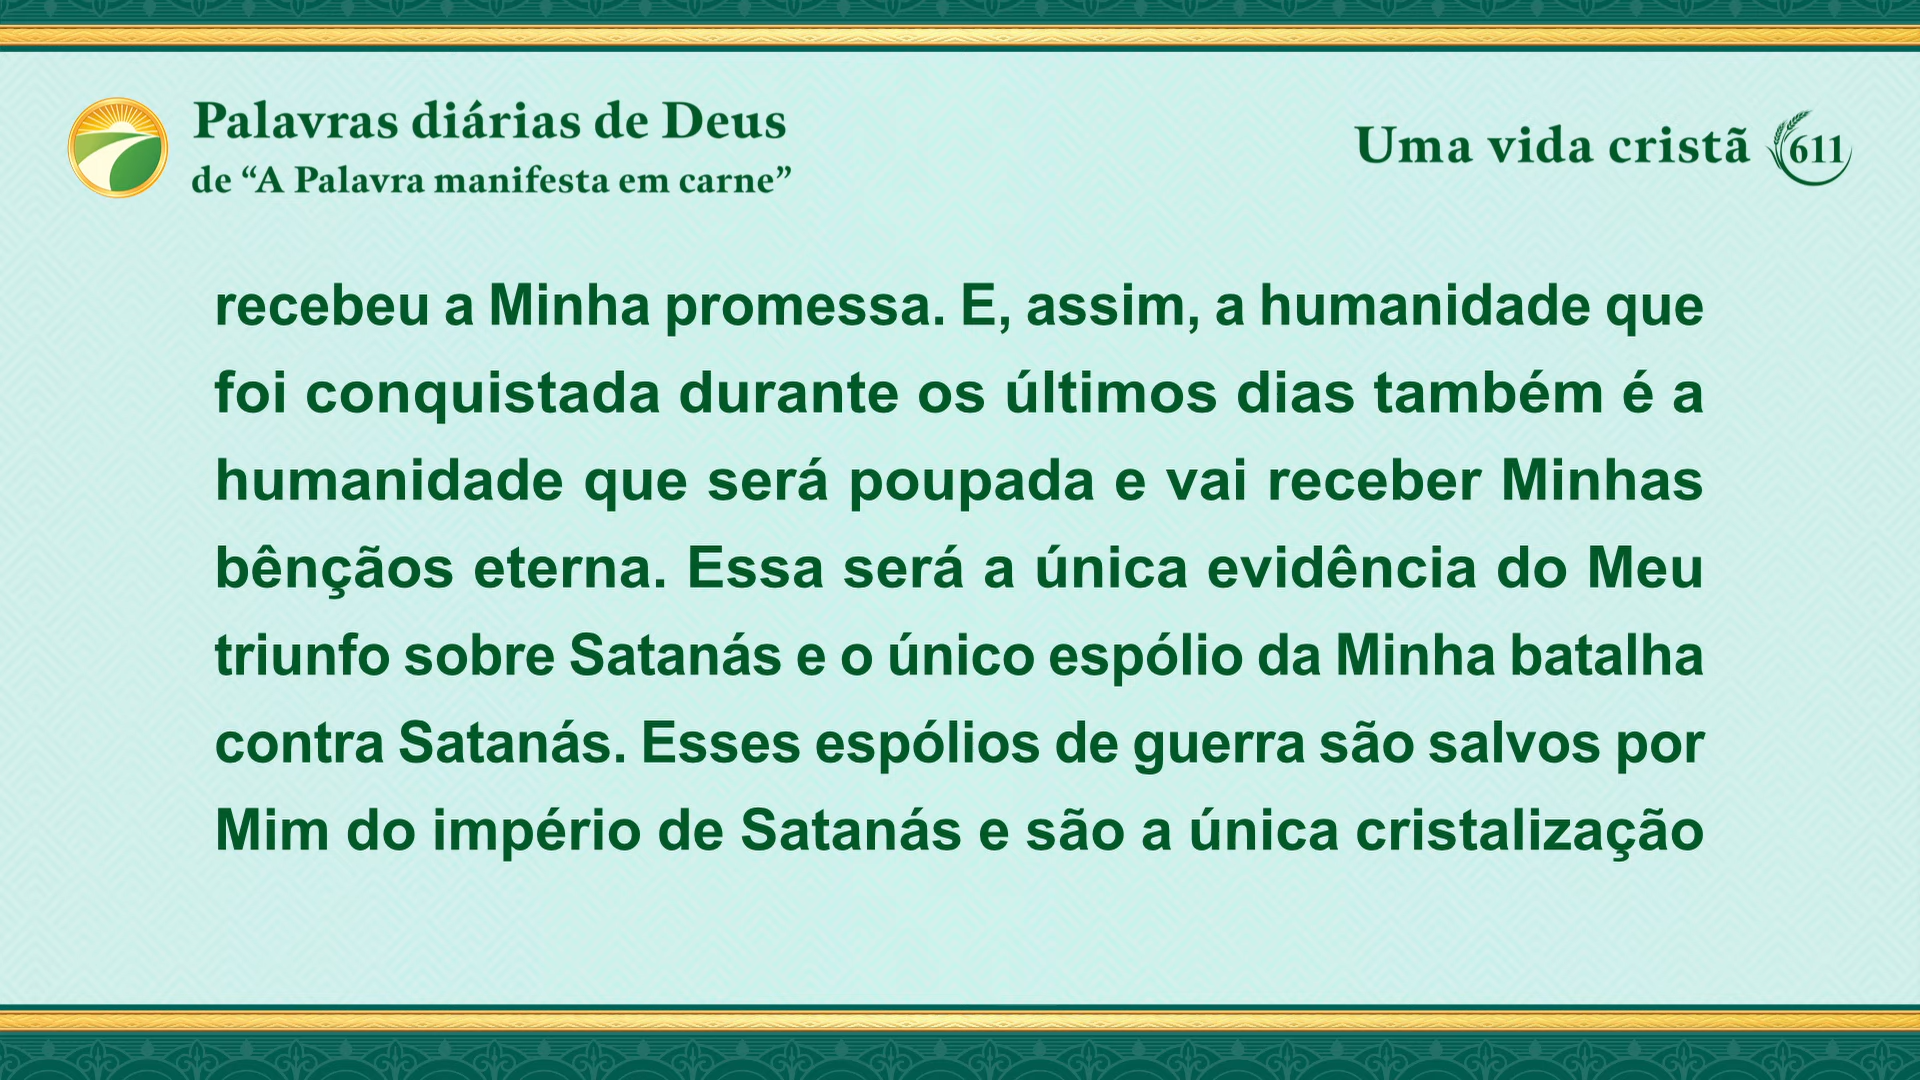 Palavras diárias de Deus
de “A Palavra manifesta em carne”
Uma vida cristã 611
recebeu a Minha promessa. E, assim, a humanidade que
foi conquistada durante os últimos dias também é a
humanidade que será poupada e vai receber Minhas
bênçãos eterna. Essa será a única evidência do Meu
triunfo sobre Satanás e o único espólio da Minha batalha
contra Satanás. Esses espólios de guerra são salvos por
Mim do império de Satanás e são a única cristalização